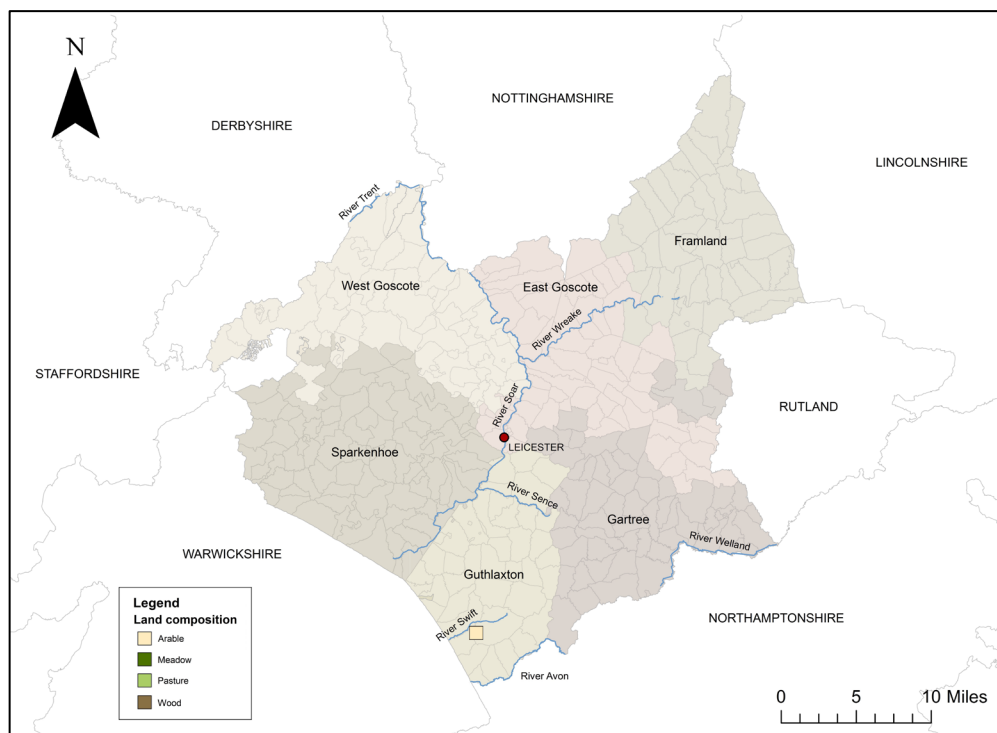 N
NOTTINGHAMSHIRE
DERBYSHIRE
LINCOLNSHIRE
River Trent
Framland
West Goscote
East Goscote
River Wreake
STAFFORDSHIRE
RUTLAND
River Soar
LEICESTER
Sparkenhoe
River Sence
Gartree
River Welland
WARWICKSHIRE
Guthlaxton
NORTHAMPTONSHIRE
River Swift
River Avon
Legend
Land composition
Arable
Meadow
Pasture
Wood
0 5 10 Miles